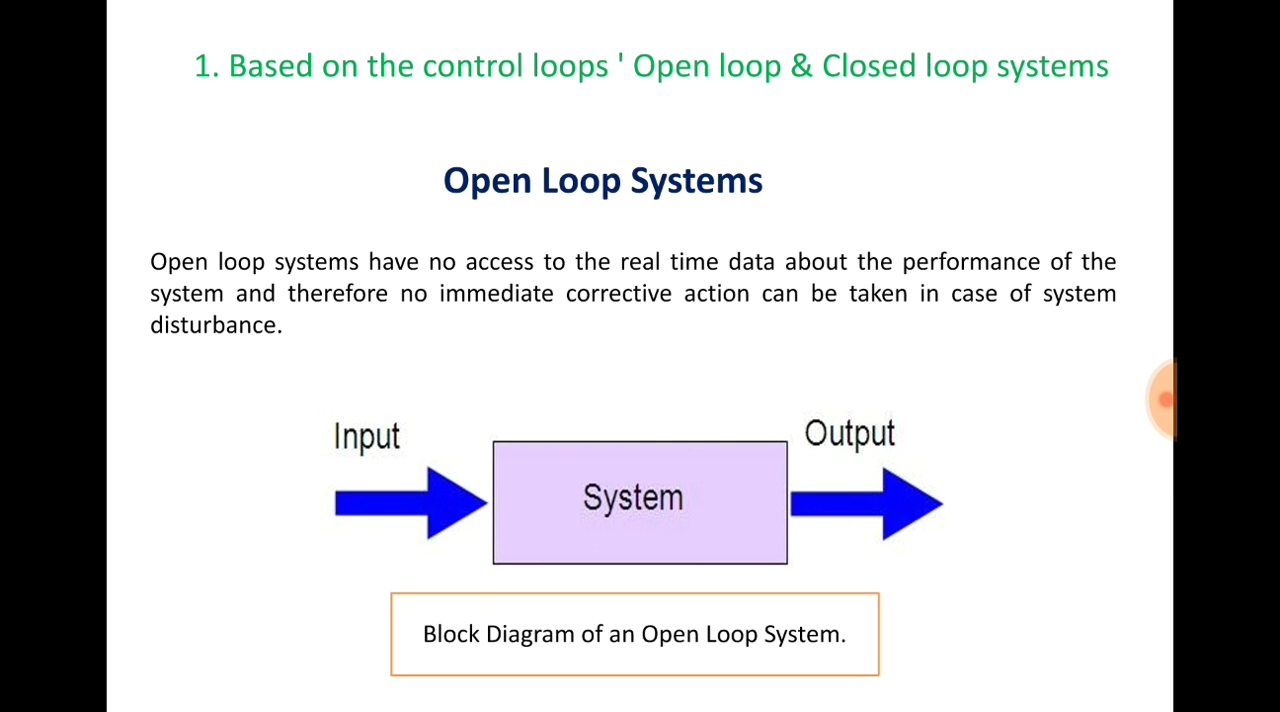 1. Based on the control loops ' Open loop & Closed loop systems
Open Loop Systems
Open loop systems have no access to the real time data about the performance of the
system and therefore no immediate corrective action can be taken in case of system
disturbance.
Input
Output
System
Block Diagram of an Open Loop System.